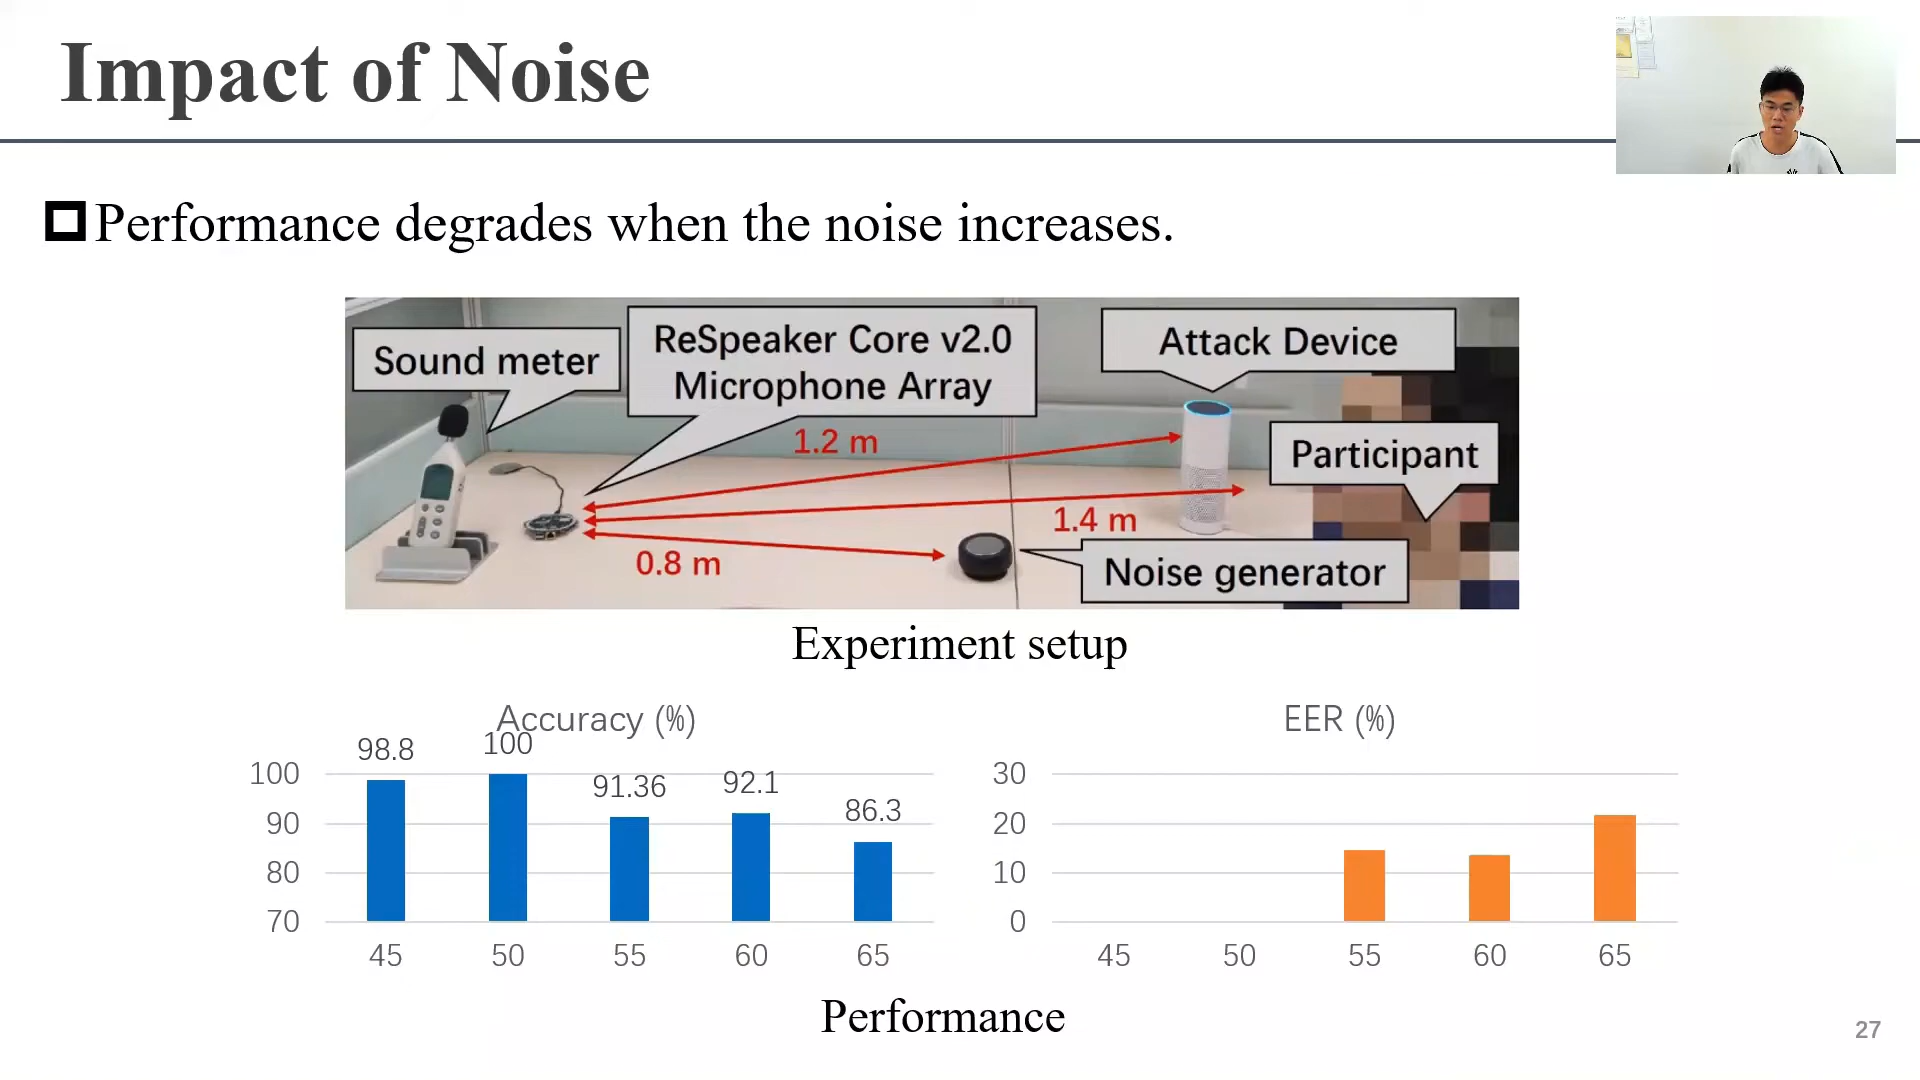 Impact of Noise
Performance degrades when the noise increases.
Sound meter
ReSpeaker Core v2.0
Microphone Array
Attack Device
Participant
1.2 m
1.4 m
0.8 m
Noise generator
Experiment setup
Accuracy (%)
98.8
100
91.36
92.1
86.3
100
90
80
70
45 50 55 60 65
EER (%)
30
20
10
0
45 50 55 60 65
Performance
27